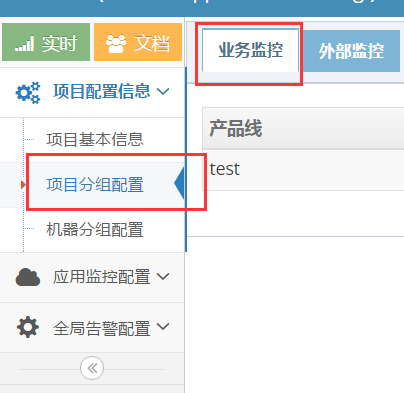 实时
文档
项目配置信息
项目基本信息
项目分组配置
机器分组配置
应用监控配置
全局告警配置
业务监控
外部监控
产品线
test